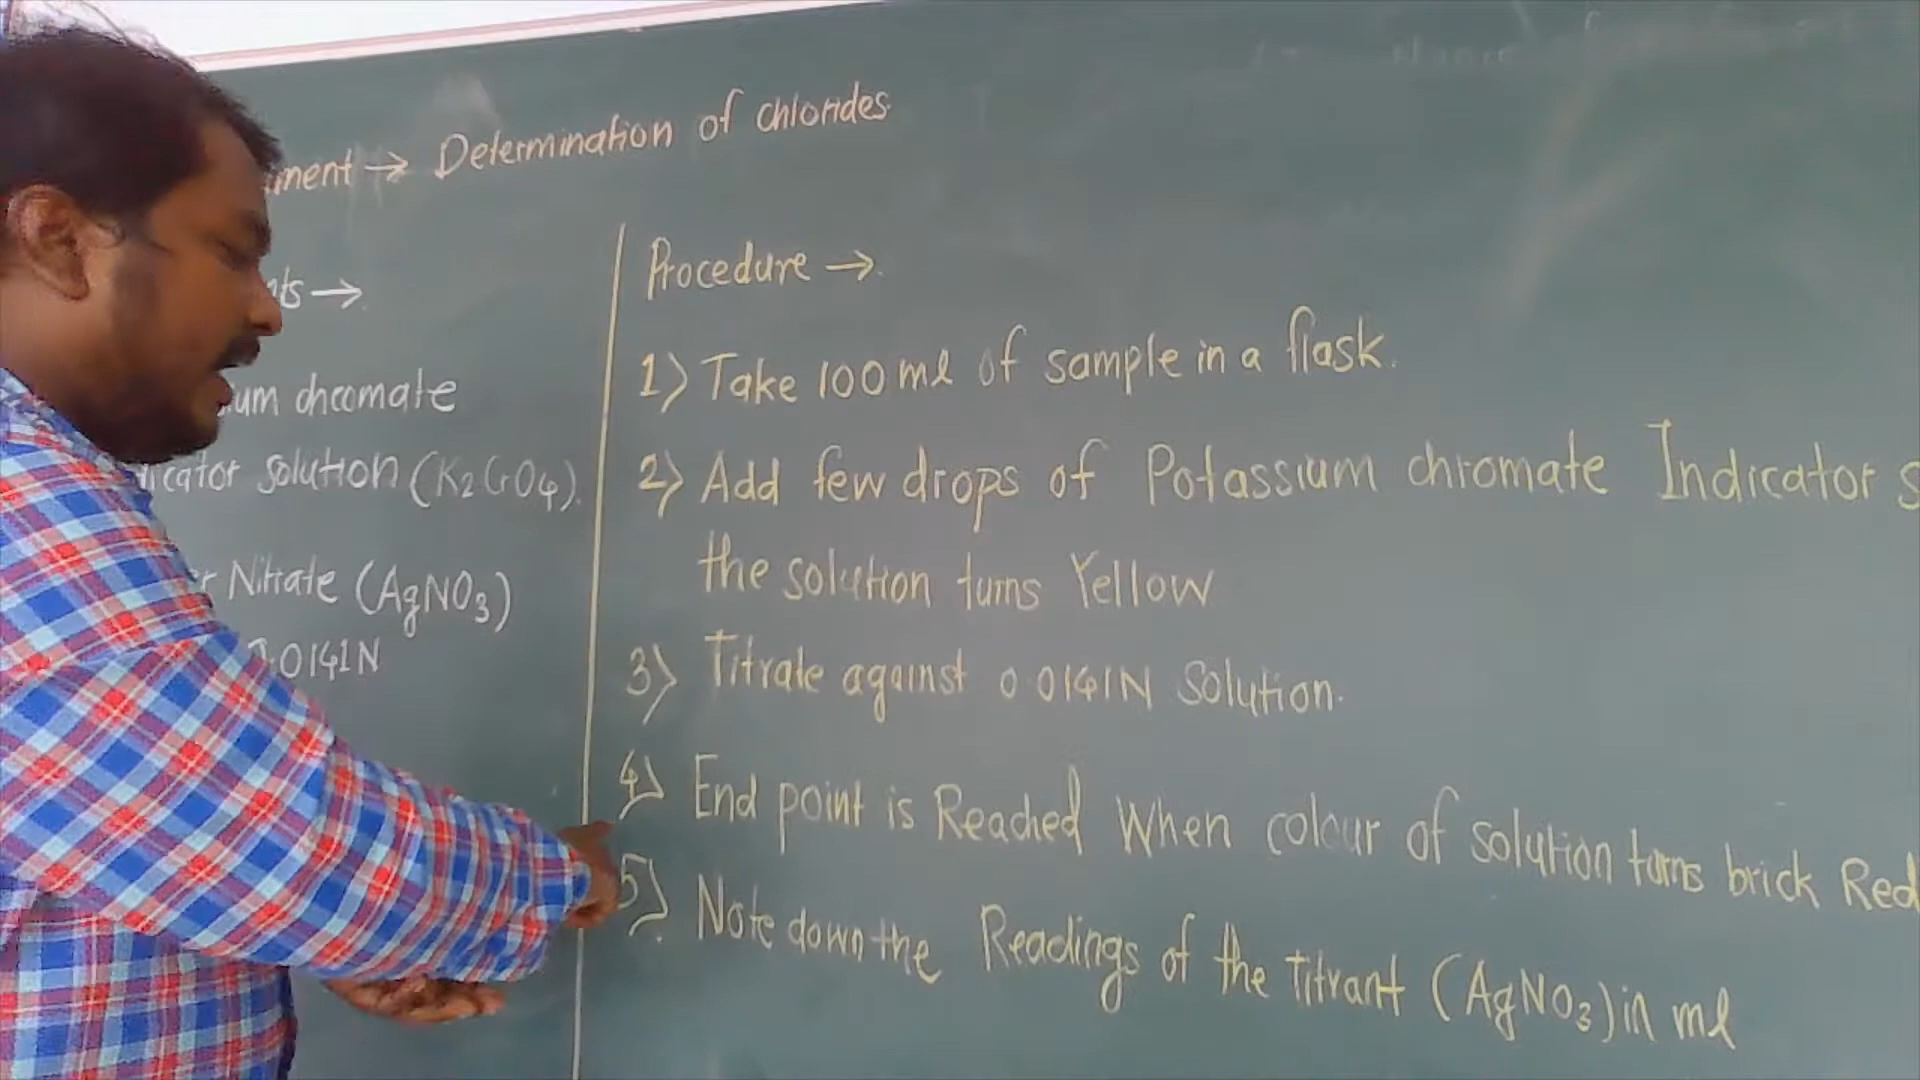 ment → Determination of chlorides
nts →
um chromate
icator solution (K2CrO4).
r Nitrate (AgNO3)
0.0141N
Procedure →.
1) Take 100 ml of sample in a flask.
2) Add few drops of Potassium chromate Indicator s
the solution turns Yellow
3) Titrate against 0.0141N Solution.
4) End point is Reached When colour of solution turns brick Red
5) Note down the Readings of the Titrant (AgNO3) in ml